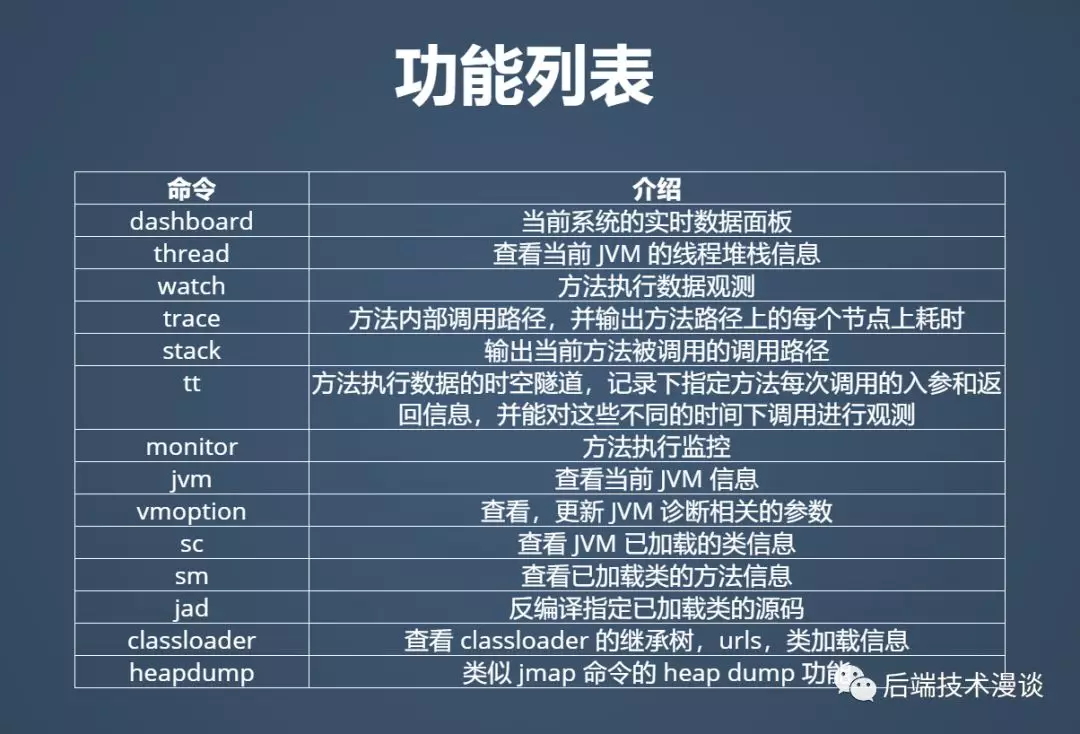 功能列表
命令 介绍
dashboard 当前系统的实时数据面板
thread 查看当前 JVM 的线程堆栈信息
watch 方法执行数据观测
trace 方法内部调用路径，并输出方法路径上的每个节点上耗时
stack 输出当前方法被调用的调用路径
tt 方法执行数据的时空隧道，记录下指定方法每次调用的入参和返
回信息，并能对这些不同的时间下调用进行观测
monitor 方法执行监控
jvm 查看当前 JVM 信息
vmoption 查看，更新 JVM 诊断相关的参数
sc 查看 JVM 已加载的类信息
sm 查看已加载类的方法信息
jad 反编译指定已加载类的源码
classloader 查看 classloader 的继承树，urls，类加载信息
heapdump 类似 jmap 命令的 heap dump 功能
后端技术漫谈